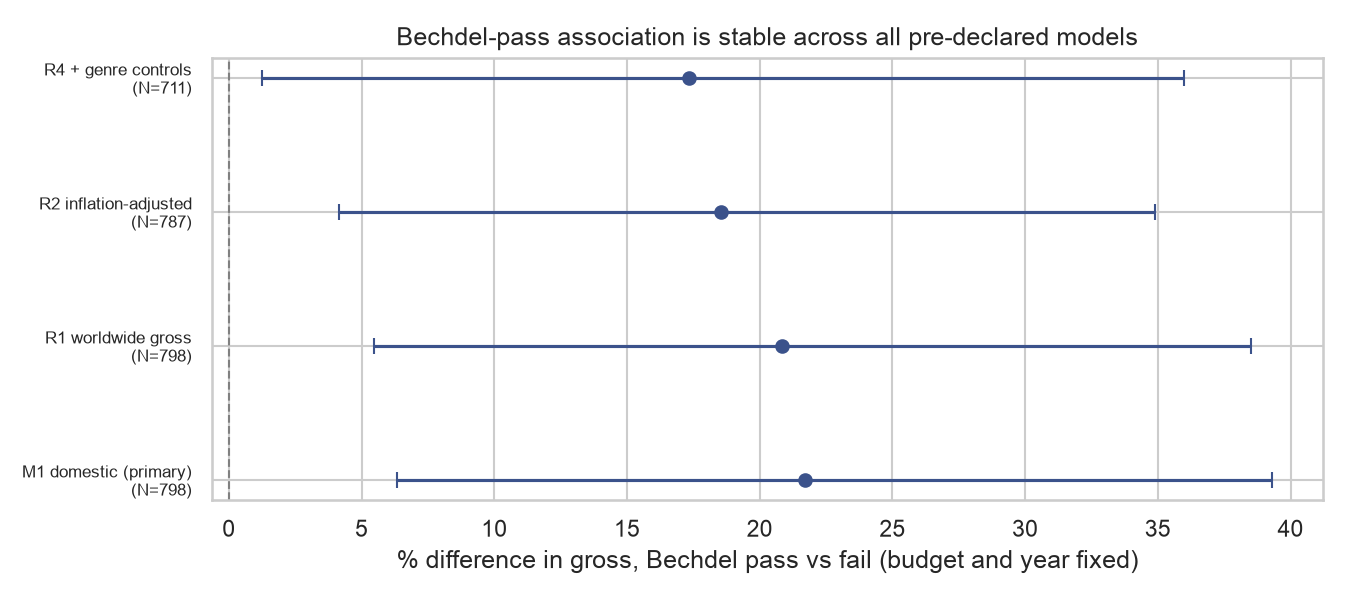 Bechdel-pass association is stable across all pre-declared models
R4 + genre controls
(N=711)
R2 inflation-adjusted
(N=787)
R1 worldwide gross
(N=798)
M1 domestic (primary)
(N=798)
0 5 10 15 20 25 30 35 40
% difference in gross, Bechdel pass vs fail (budget and year fixed)